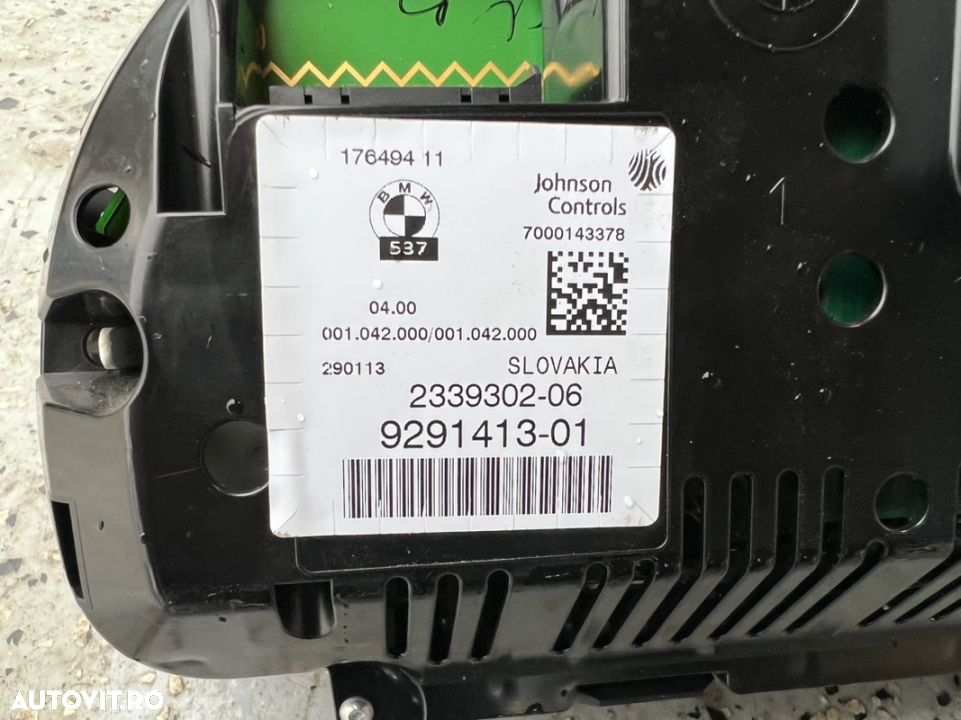 176494 11
BMW
537
Johnson
Controls
7000143378
04.00
001.042.000/001.042.000
290113
SLOVAKIA
2339302-06
9291413-01
1
AUTOVIT.RO